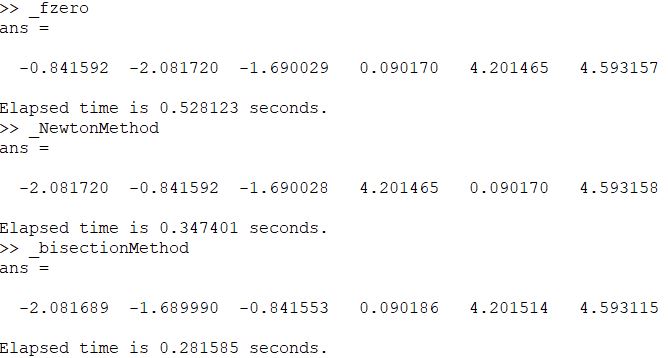 >> _fzero
ans =
-0.841592 -2.081720 -1.690029 0.090170 4.201465 4.593157
Elapsed time is 0.528123 seconds.
>> _NewtonMethod
ans =
-2.081720 -0.841592 -1.690028 4.201465 0.090170 4.593158
Elapsed time is 0.347401 seconds.
>> _bisectionMethod
ans =
-2.081689 -1.689990 -0.841553 0.090186 4.201514 4.593115
Elapsed time is 0.281585 seconds.